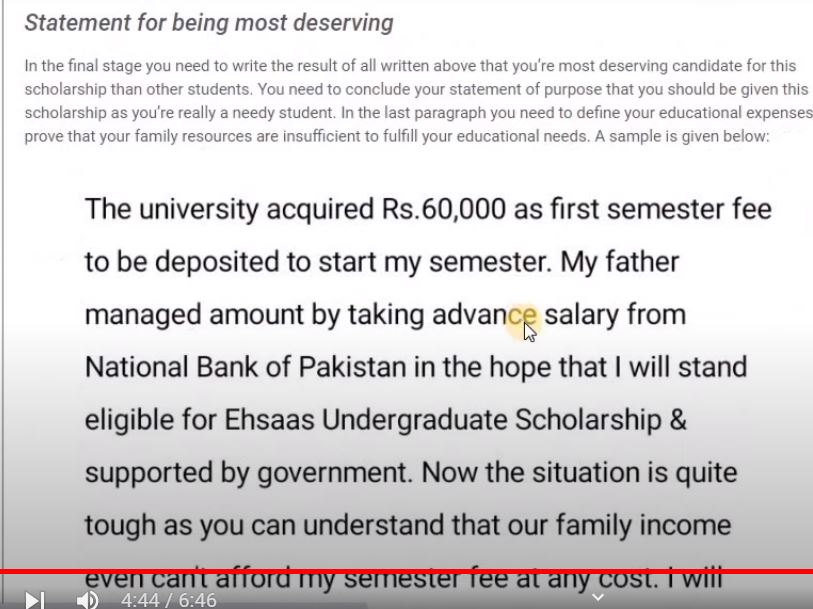 Statement for being most deserving
In the final stage you need to write the result of all written above that you're most deserving candidate for this
scholarship than other students. You need to conclude your statement of purpose that you should be given this
scholarship as you're really a needy student. In the last paragraph you need to define your educational expenses
prove that your family resources are insufficient to fulfill your educational needs. A sample is given below:
The university acquired Rs.60,000 as first semester fee
to be deposited to start my semester. My father
managed amount by taking advance salary from
National Bank of Pakistan in the hope that I will stand
eligible for Ehsaas Undergraduate Scholarship &
supported by government. Now the situation is quite
tough as you can understand that our family income
even can't afford my semester fee at any cost. I will
4:44 / 6:46